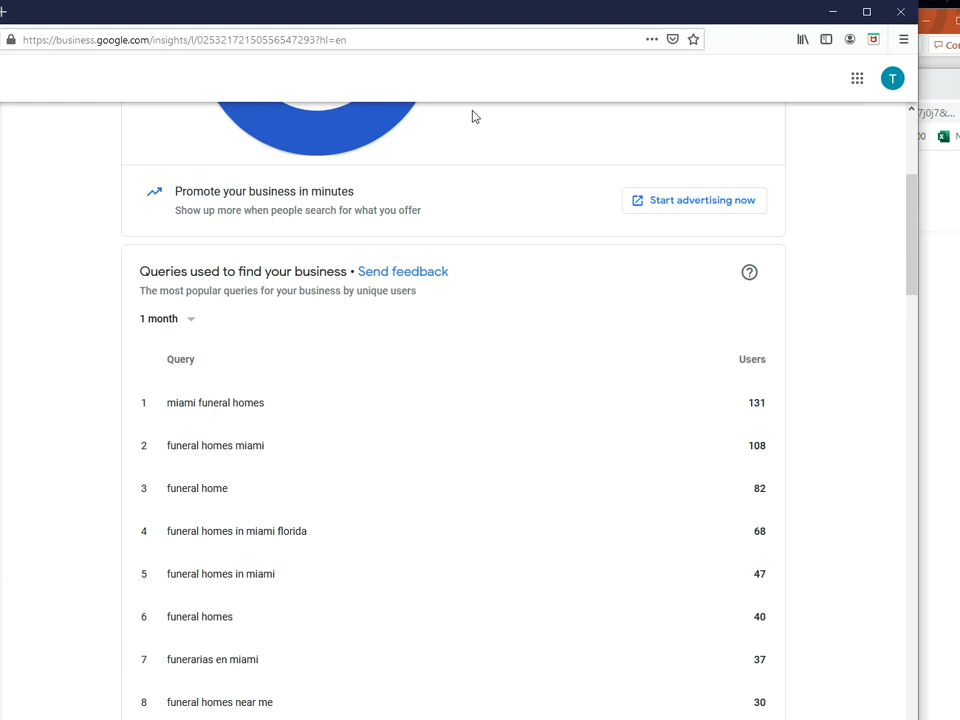 https://business.google.com/insights/l/02532172150556547293?hl=en
Con
7j0j7&...
00
N
T
Promote your business in minutes
Show up more when people search for what you offer
Start advertising now
Queries used to find your business • Send feedback
The most popular queries for your business by unique users
1 month
Query Users
1 miami funeral homes 131
2 funeral homes miami 108
3 funeral home 82
4 funeral homes in miami florida 68
5 funeral homes in miami 47
6 funeral homes 40
7 funerarias en miami 37
8 funeral homes near me 30